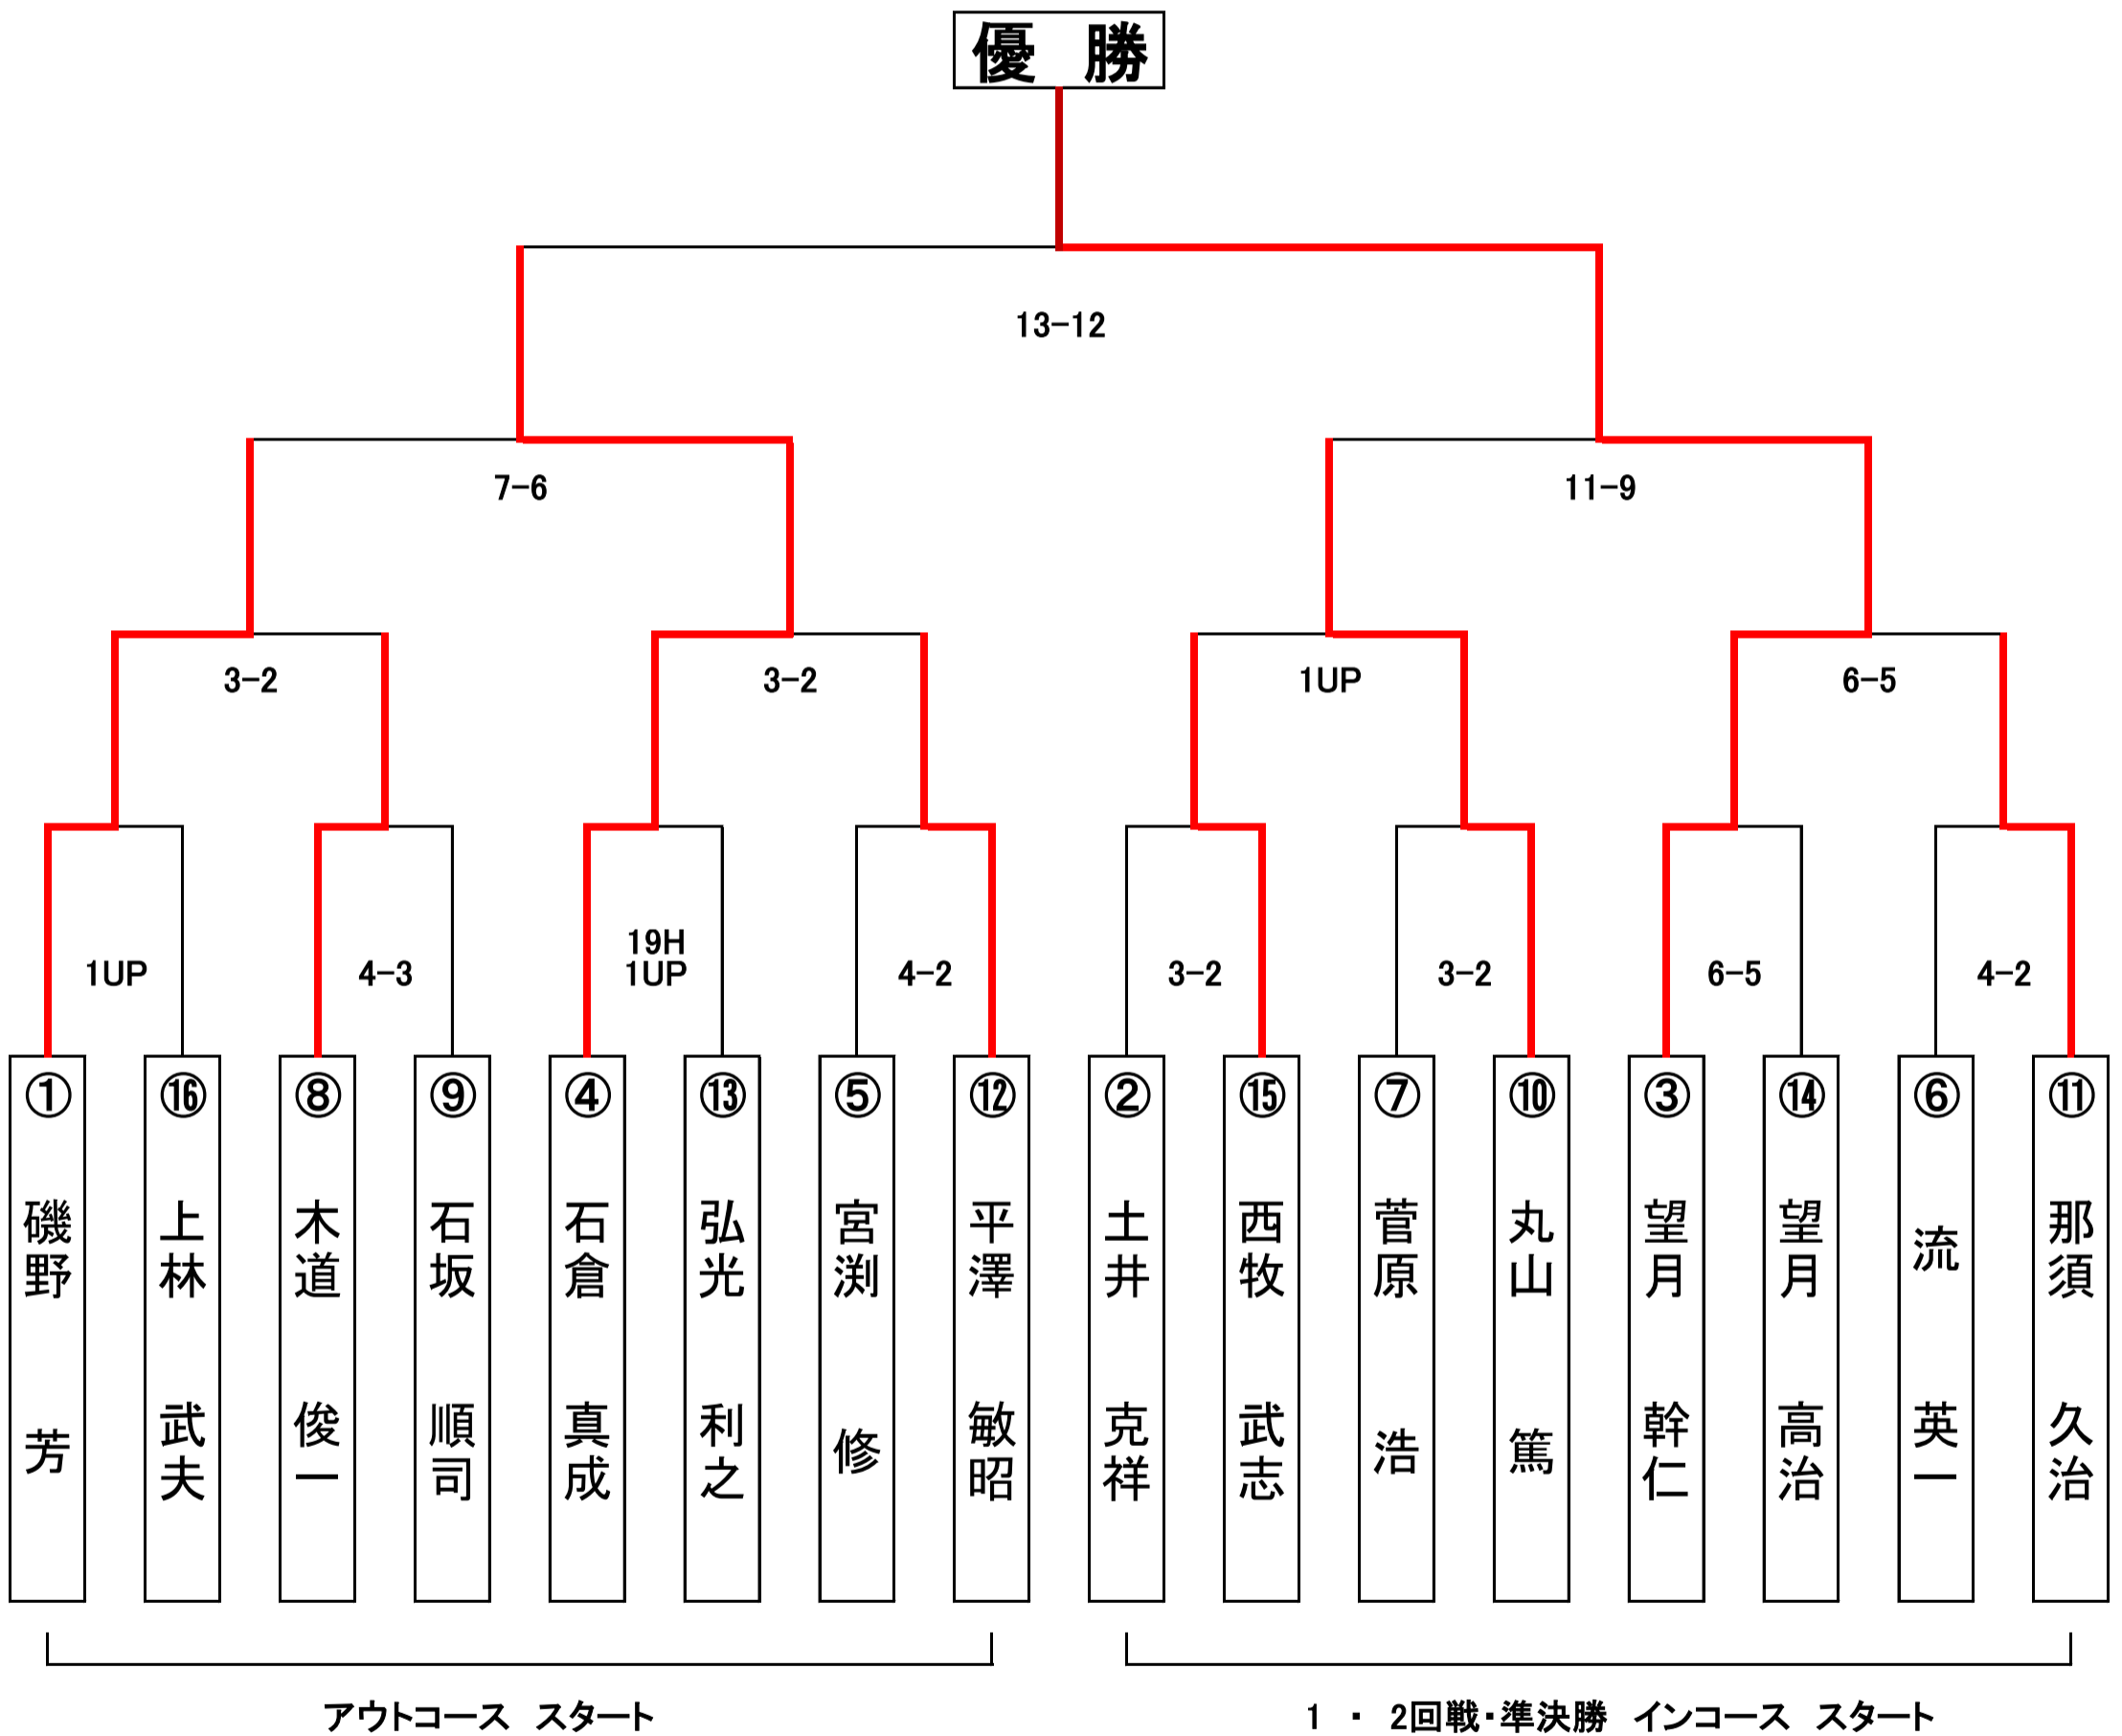 優　勝
13-12
7-6
11-9
3-2
3-2
1UP
6-5
1UP
4-3
19H
1UP
4-2
3-2
3-2
6-5
4-2
① 磯野 芳
⑯ 上林 武夫
⑧ 木道 俊一
⑨ 石坂 順司
④ 石倉 真成
⑬ 弘光 利之
⑤ 宮渕 修
⑫ 平澤 敏昭
② 土井 克祥
⑮ 西牧 武志
⑦ 菅原 浩
⑩ 丸山 篤
③ 望月 幹仁
⑭ 望月 高治
⑥ 流 英一
⑪ 那須 久治
アウトコース スタート
1 ・ 2回戦・準決勝 インコース スタート